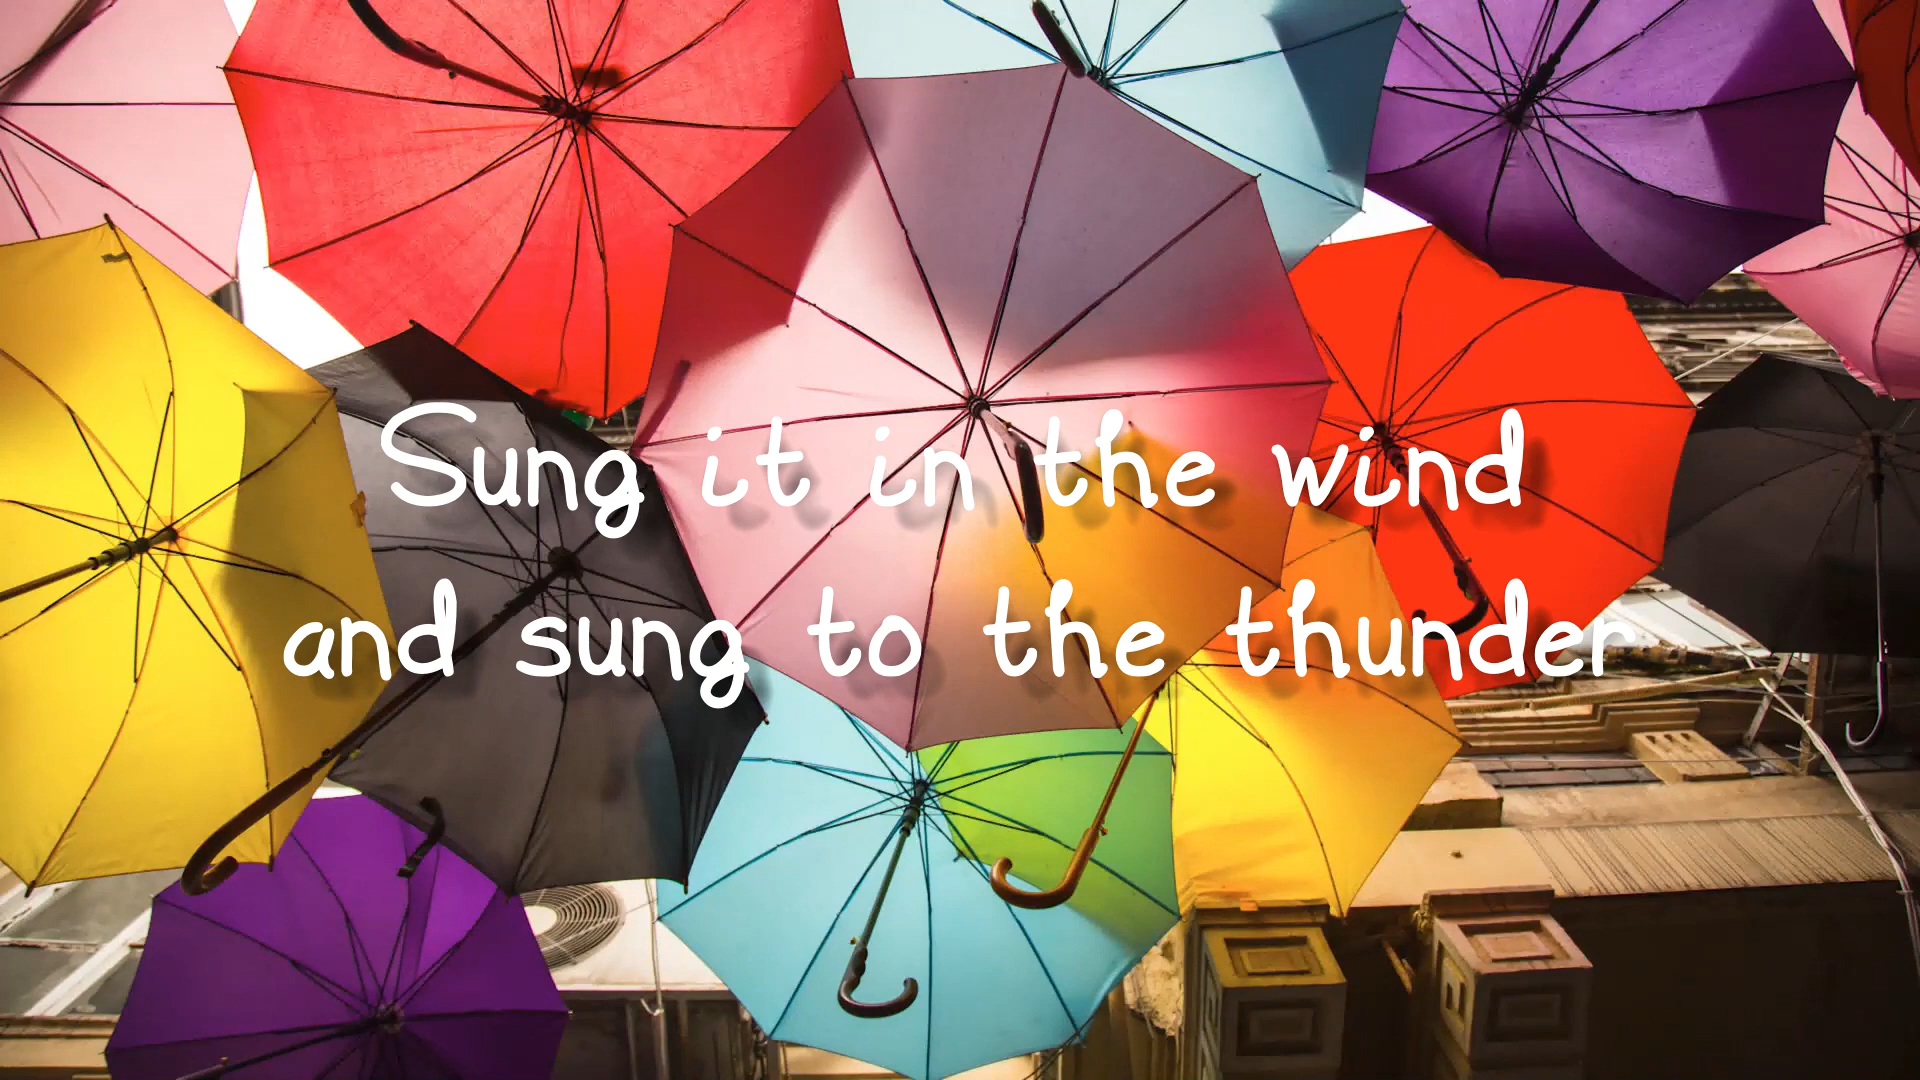 Sung it in the wind
and sung to the thunder